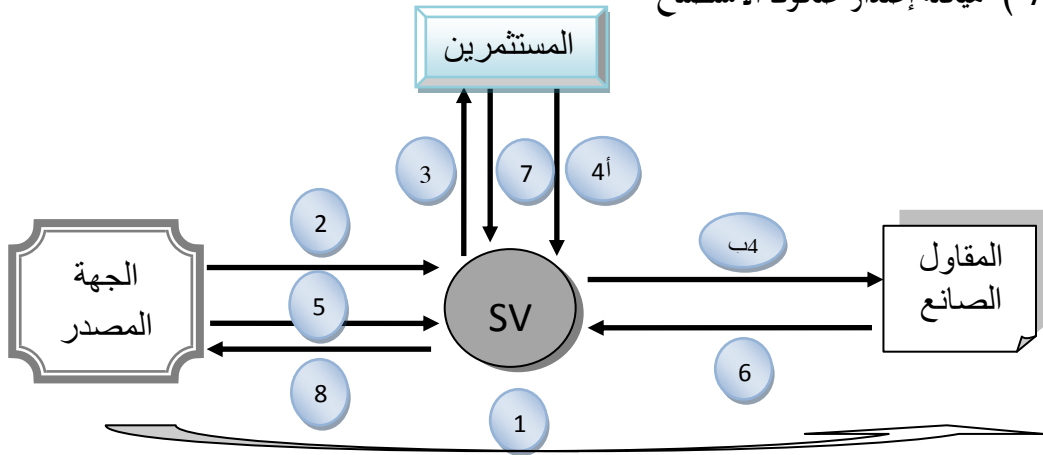 المستثمرين
3
7
4أ
2
4ب
الجهة
المصدر
5
SV
المقاول
الصانع
8
6
1